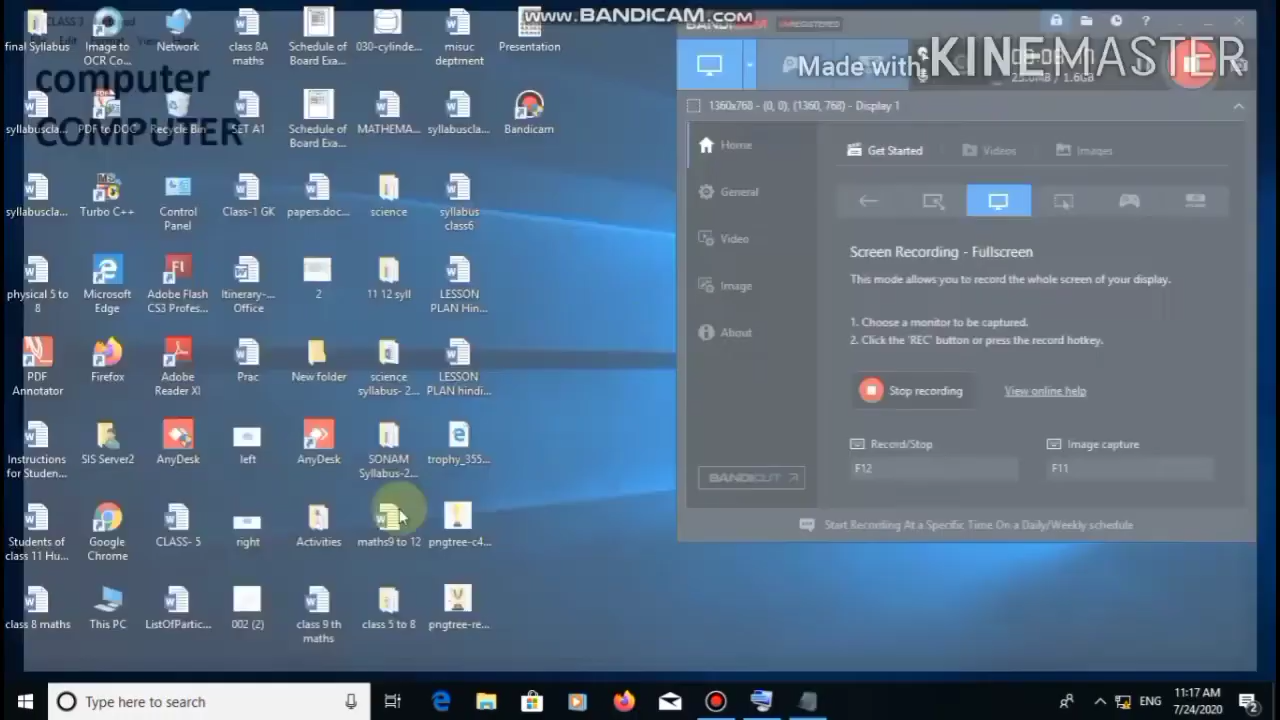 www.BANDICAM.com
Made with KINEMASTER
CLASS 3
computer
COMPUTER
final Syllabus
Image to OCR Co...
Network
class 8A maths
Schedule of Board Exa...
030-cylinde...
misuc deptment
Presentation
syllabuscla...
PDF to DOC
Recycle Bin
SET A1
Schedule of Board Exa...
MATHEMA...
syllabuscla...
Bandicam
syllabuscla...
Turbo C++
Control Panel
Class-1 GK
papers.doc...
science
syllabus class6
physical 5 to 8
Microsoft Edge
Adobe Flash CS3 Profes...
Itinerary-... Office
2
11 12 syll
LESSON PLAN Hin...
PDF Annotator
Firefox
Adobe Reader XI
Prac
New folder
science syllabus- 2...
LESSON PLAN hindi...
Instructions for Studen...
SIS Server2
AnyDesk
left
AnyDesk
SONAM Syllabus-2...
trophy_355...
Students of class 11 Hu...
Google Chrome
CLASS- 5
right
Activities
maths9 to 12
pngtree-c4...
class 8 maths
This PC
ListOfPartic...
002 (2)
class 9 th maths
class 5 to 8
pngtree-re...
BANDICAM UNREGISTERED
1360x768 - (0, 0), (1360, 768) - Display 1
Home
General
Video
Image
About
BANDICUT
Get Started
Videos
Images
Screen Recording - Fullscreen
This mode allows you to record the whole screen of your display.
1. Choose a monitor to be captured.
2. Click the 'REC' button or press the record hotkey.
Stop recording
View online help
Record/Stop
Image capture
F12
F11
Start Recording At a Specific Time On a Daily/Weekly schedule
Type here to search
ENG
11:17 AM
7/24/2020
2